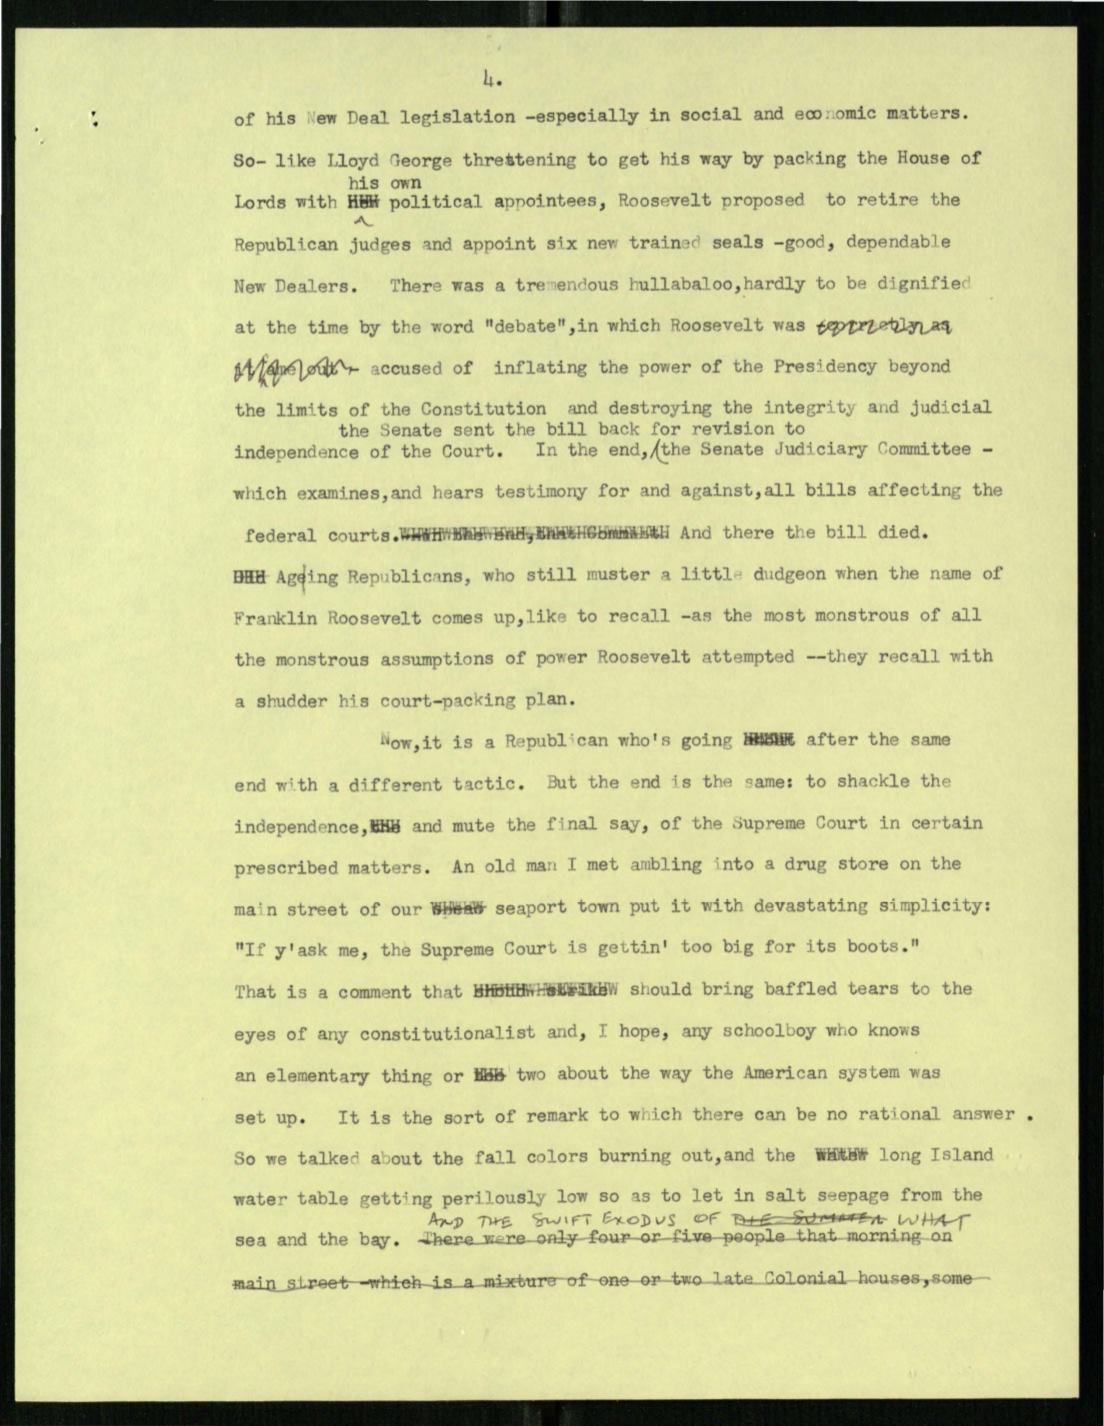 4.
of his New Deal legislation -especially in social and economic matters.
So- like Lloyd George threttening to get his way by packing the House of
his own
Lords with political appointees, Roosevelt proposed to retire the
Republican judges and appoint six new trained seals -good, dependable
New Dealers. There was a tremendous hullabaloo,hardly to be dignified
at the time by the word "debate",in which Roosevelt was
accused of inflating the power of the Presidency beyond
the limits of the Constitution and destroying the integrity and judicial
the Senate sent the bill back for revision to
independence of the Court. In the end, the Senate Judiciary Committee -
which examines,and hears testimony for and against,all bills affecting the
federal courts. And there the bill died.
Ageing Republicans, who still muster a little dudgeon when the name of
Franklin Roosevelt comes up,like to recall -as the most monstrous of all
the monstrous assumptions of power Roosevelt attempted --they recall with
a shudder his court-packing plan.
Now,it is a Republican who's going after the same
end with a different tactic. But the end is the same: to shackle the
independence, and mute the final say, of the Supreme Court in certain
prescribed matters. An old man I met ambling into a drug store on the
main street of our seaport town put it with devastating simplicity:
"If y'ask me, the Supreme Court is gettin' too big for its boots."
That is a comment that should bring baffled tears to the
eyes of any constitutionalist and, I hope, any schoolboy who knows
an elementary thing or two about the way the American system was
set up. It is the sort of remark to which there can be no rational answer .
So we talked about the fall colors burning out,and the long Island
water table getting perilously low so as to let in salt seepage from the
AND THE SWIFT EXODUS OF THE SUMMER WHAT
sea and the bay. There were only four or five people that morning on
main street -which is a mixture of one or two late Colonial houses,some